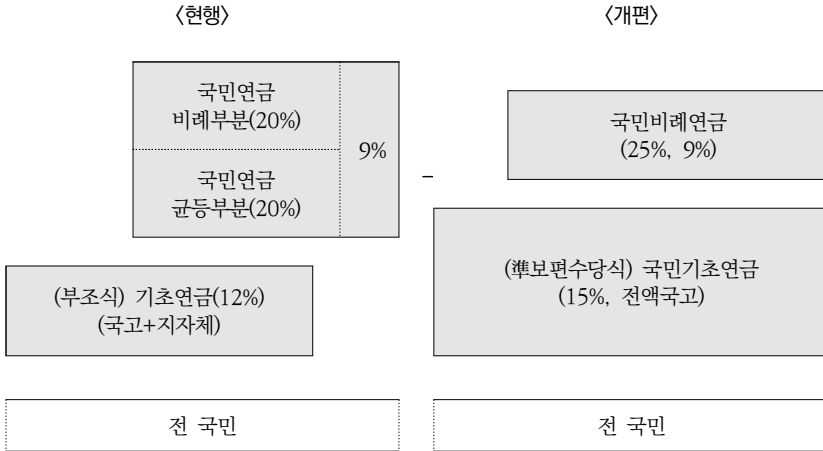 〈현행〉
국민연금
비례부분(20%)
국민연금
균등부분(20%)
9%
(부조식) 기초연금(12%)
(국고+지자체)
전 국민
–
〈개편〉
국민비례연금
(25%, 9%)
(準보편수당식) 국민기초연금
(15%, 전액국고)
전 국민